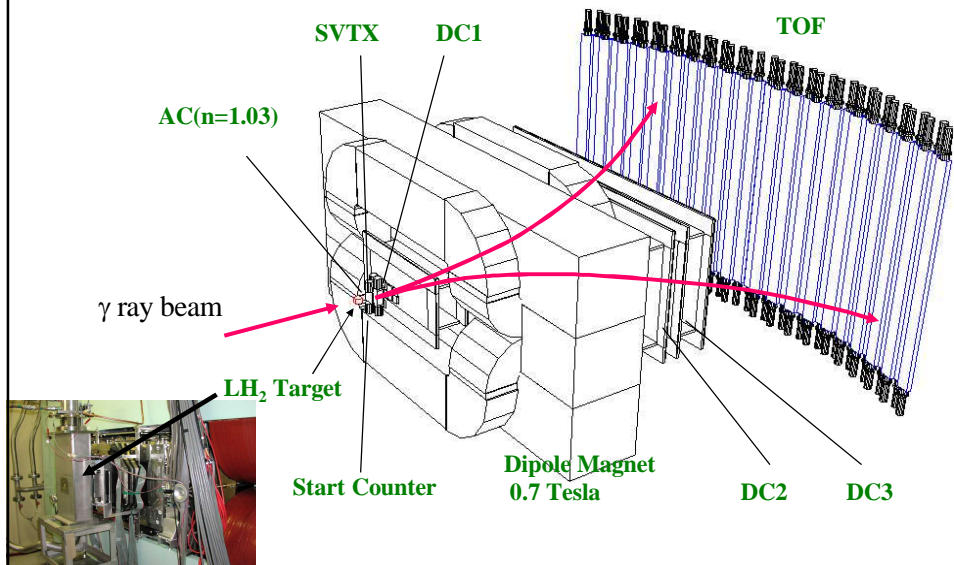 SVTX
DC1
TOF
AC(n=1.03)
γ ray beam
LH₂ Target
Start Counter
Dipole Magnet
0.7 Tesla
DC2
DC3